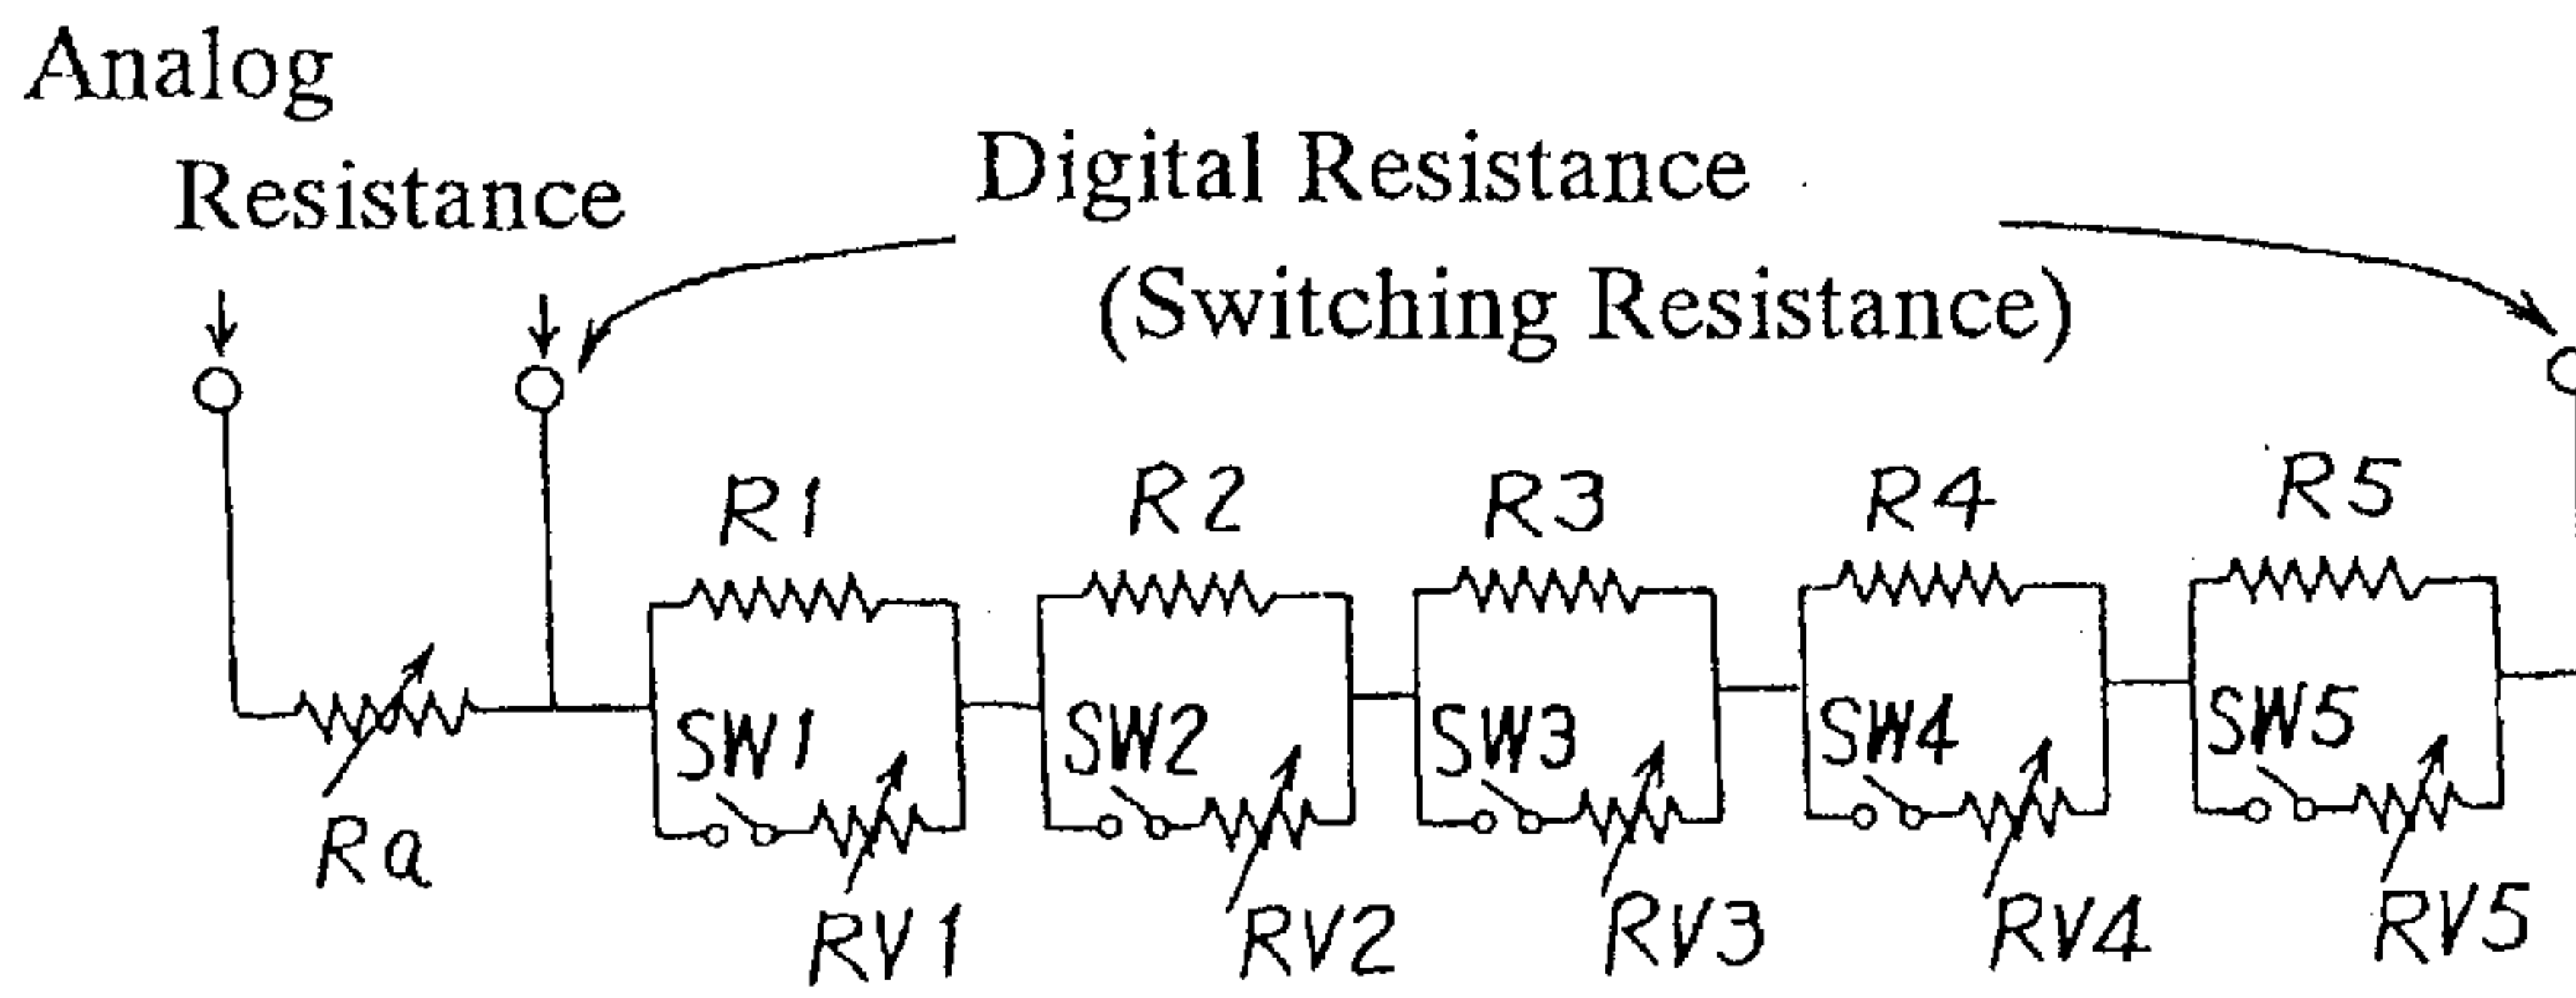 Analog
Resistance
Digital Resistance
(Switching Resistance)
R1 R2 R3 R4 R5
SW1 SW2 SW3 SW4 SW5
Ra
RV1 RV2 RV3 RV4 RV5